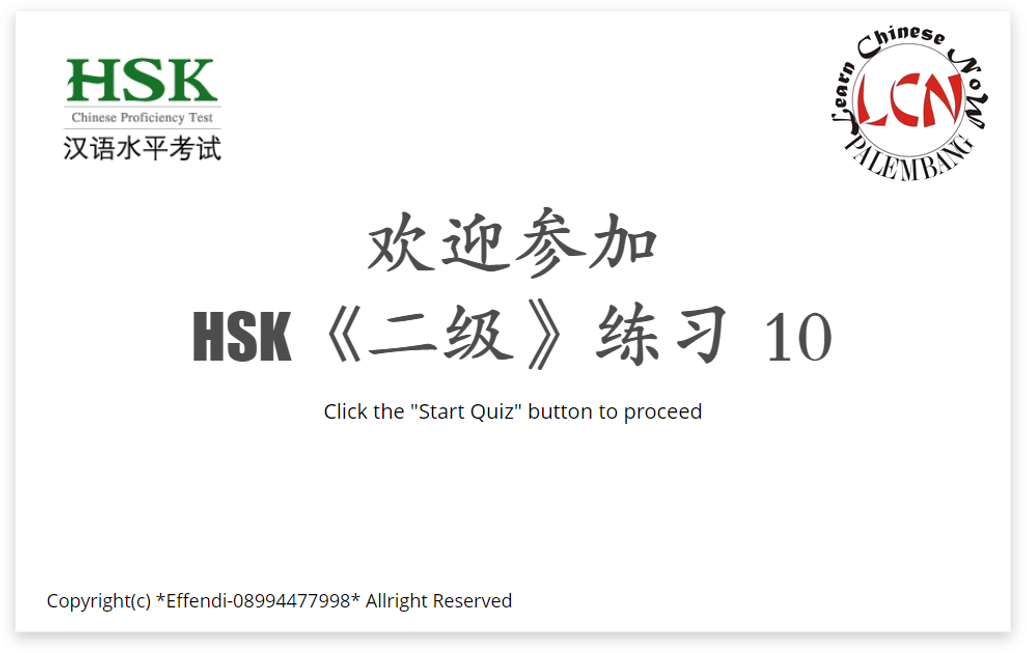 HSK
Chinese Proficiency Test
汉语水平考试
Learn Chinese NoW
LCN
PALEMBANG
欢迎参加
HSK《二级》练习 10
Click the "Start Quiz" button to proceed
Copyright(c) *Effendi-08994477998* Allright Reserved